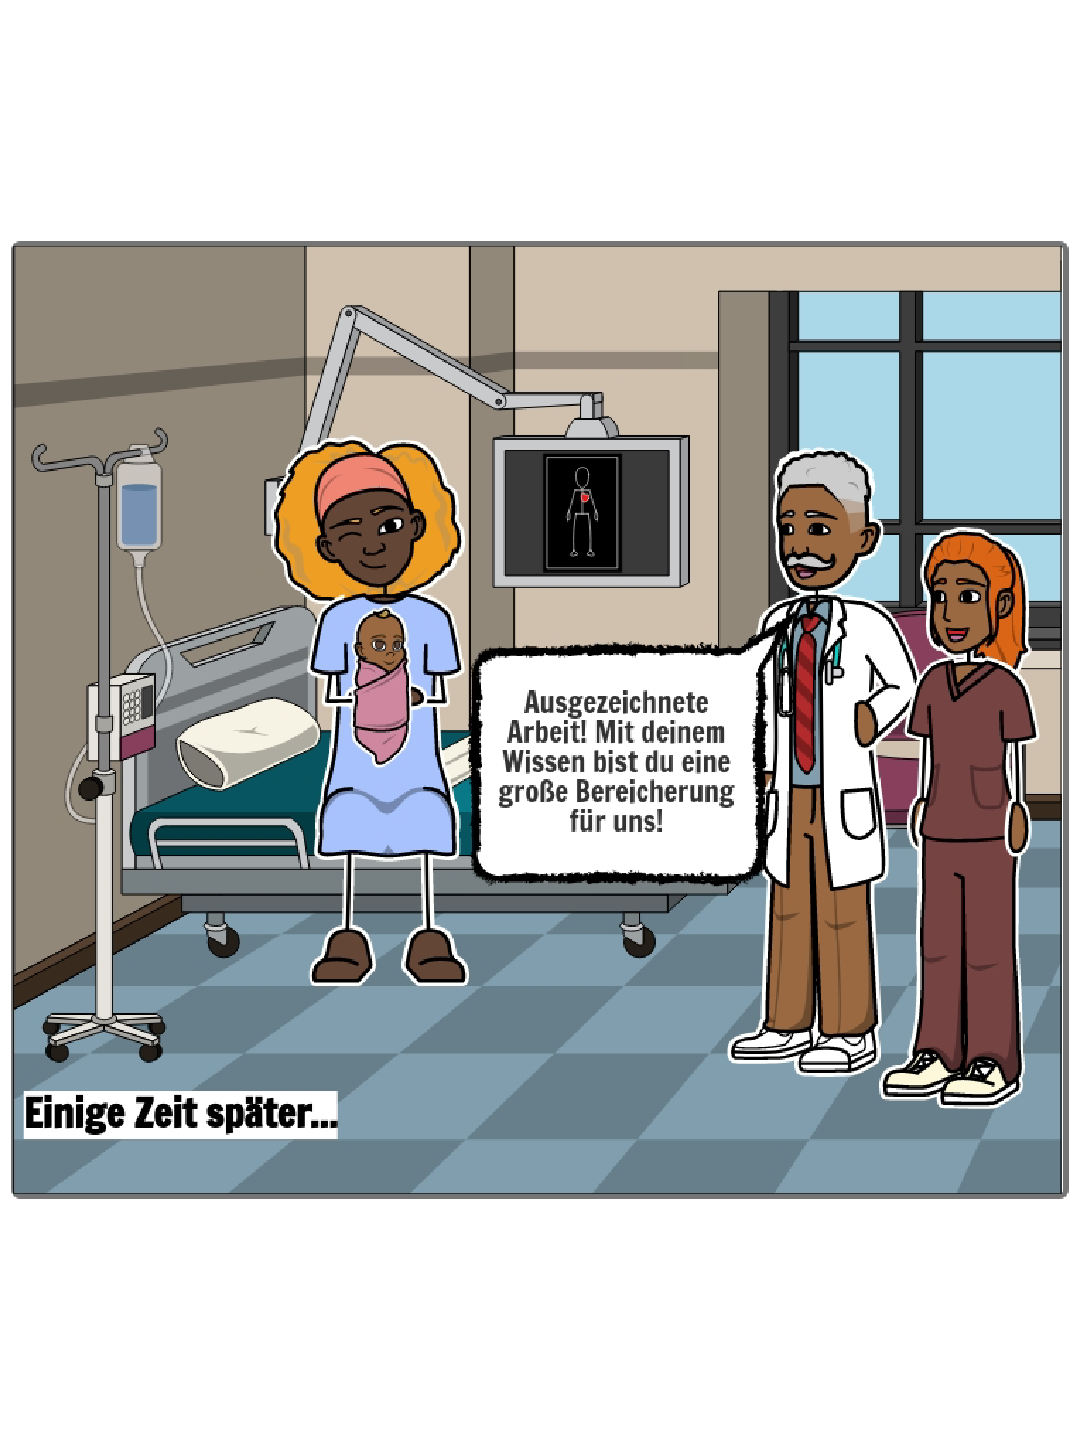 Ausgezeichnete
Arbeit! Mit deinem
Wissen bist du eine
große Bereicherung
für uns!
Einige Zeit später...